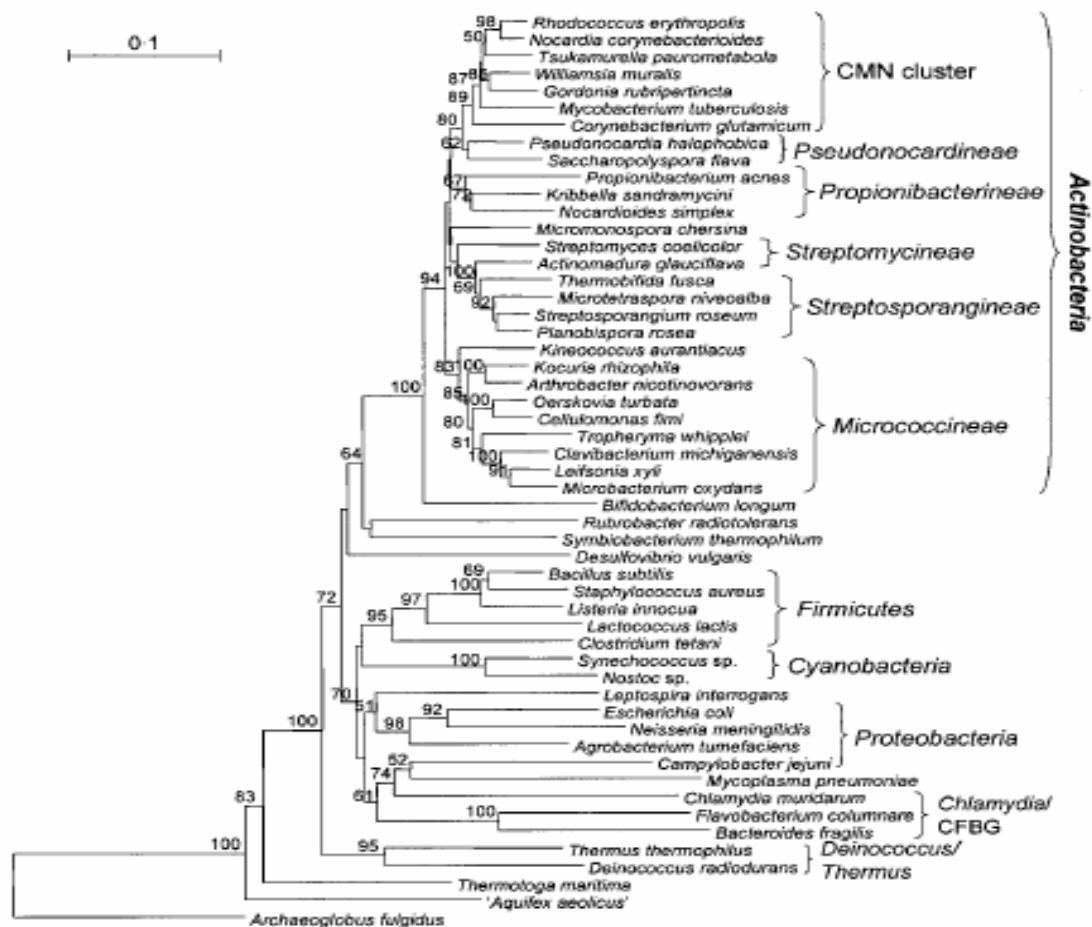 0·1
98
Rhodococcus erythropolis
50
Nocardia corynebacterioides
Tsukamurella paurometabola
87
Williamsia muralis
CMN cluster
Gordonia rubripertincta
89
Mycobacterium tuberculosis
80
Corynebacterium glutamicum
62
Pseudonocardia halophobica
Pseudonocardineae
Saccharopolyspora flava
67
Propionibacterium acnes
Kribbella sandramycini
Propionibacterineae
Nocardioides simplex
Actinobacteria
Micromonospora chersina
Streptomyces coelicolor
Streptomycineae
100
Actinomadura glauciflava
94
69
Thermobifida fusca
92
Microtetraspora niveoalba
Streptosporangineae
Streptosporangium roseum
Planobispora rosea
Kineococcus aurantiacus
83
100
Kocuria rhizophila
100
85
Arthrobacter nicotinovorans
100
Oerskovia turbata
80
Cellulomonas fimi
Micrococcineae
81
Tropheryma whipplei
100
Clavibacterium michiganensis
64
Leifsonia xyli
Microbacterium oxydans
Bifidobacterium longum
Rubrobacter radiotolerans
Symbiobacterium thermophilum
Desulfovibrio vulgaris
69
Bacillus subtilis
100
Staphylococcus aureus
72
97
Listeria innocua
Firmicutes
95
Lactococcus lactis
Clostridium tetani
100
Synechococcus sp.
Cyanobacteria
Nostoc sp.
70
51
Leptospira interrogans
92
Escherichia coli
100
98
Neisseria meningitidis
Proteobacteria
Agrobacterium tumefaciens
52
Campylobacter jejuni
74
Mycoplasma pneumoniae
83
61
Chlamydia muridarum
Chlamydia/
100
Flavobacterium columnare
CFBG
Bacteroides fragilis
100
95
Thermus thermophilus
Deinococcus/
Deinococcus radiodurans
Thermus
Thermotoga maritima
'Aquifex aeolicus'
Archaeoglobus fulgidus